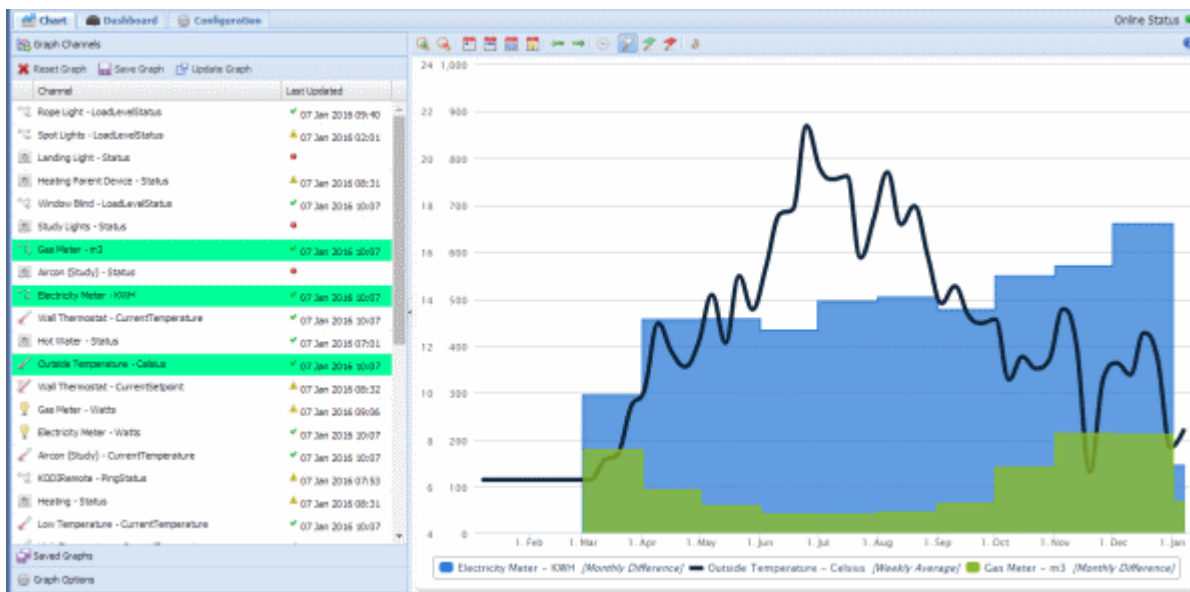 Chart Dashboard Configuration
Online Status
Graph Channels
Reset Graph Save Graph Update Graph
Channel Last Updated
Rope Light - LoadLevelStatus 07 Jan 2016 09:40
Spot Lights - LoadLevelStatus 07 Jan 2016 02:01
Landing Light - Status
Heating Parent Device - Status 07 Jan 2016 08:31
Window Blind - LoadLevelStatus 07 Jan 2016 10:07
Study Lights - Status
Gas Meter - m3 07 Jan 2016 10:07
Aircon (Study) - Status
Electricity Meter - KWH 07 Jan 2016 10:07
Wall Thermostat - CurrentTemperature 07 Jan 2016 10:07
Hot Water - Status 07 Jan 2016 07:01
Outside Temperature - Celsius 07 Jan 2016 10:07
Wall Thermostat - CurrentSetpoint 07 Jan 2016 08:32
Gas Meter - Watts 07 Jan 2016 09:06
Electricity Meter - Watts 07 Jan 2016 10:07
Aircon (Study) - CurrentTemperature 07 Jan 2016 10:07
KODIRemote - PingStatus 07 Jan 2016 07:53
Heating - Status 07 Jan 2016 08:31
Low Temperature - CurrentTemperature 07 Jan 2016 10:07
Saved Graphs
Graph Options
24 1,000
22 900
20 800
18 700
16 600
14 500
12 400
10 300
8 200
6 100
4 0
1. Feb 1. Mar 1. Apr 1. May 1. Jun 1. Jul 1. Aug 1. Sep 1. Oct 1. Nov 1. Dec 1. Jan
Electricity Meter - KWH [Monthly Difference] Outside Temperature - Celsius [Weekly Average] Gas Meter - m3 [Monthly Difference]